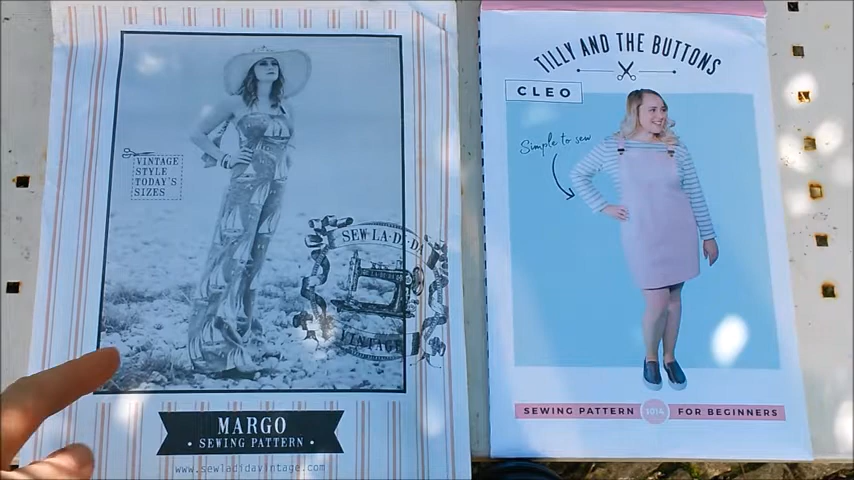 VINTAGE
STYLE
TODAY'S
SIZES
SEW·LA·DI·DA
VINTAGE
MARGO
• SEWING PATTERN •
www.sewladidavintage.com
TILLY AND THE BUTTONS
CLEO
Simple to sew
SEWING PATTERN 1014 FOR BEGINNERS